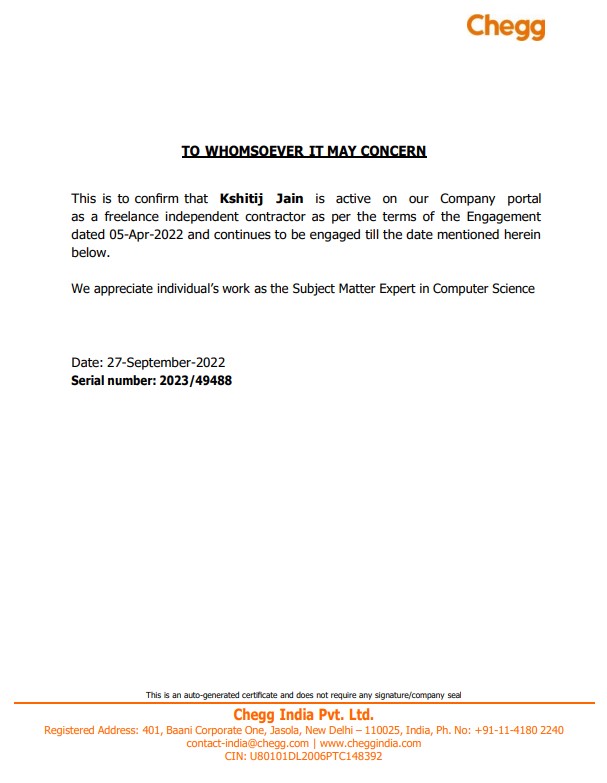 Chegg
TO WHOMSOEVER IT MAY CONCERN
This is to confirm that Kshitij Jain is active on our Company portal
as a freelance independent contractor as per the terms of the Engagement
dated 05-Apr-2022 and continues to be engaged till the date mentioned herein
below.
We appreciate individual’s work as the Subject Matter Expert in Computer Science
Date: 27-September-2022
Serial number: 2023/49488
This is an auto-generated certificate and does not require any signature/company seal
Chegg India Pvt. Ltd.
Registered Address: 401, Baani Corporate One, Jasola, New Delhi – 110025, India, Ph. No: +91-11-4180 2240
contact-india@chegg.com | www.cheggindia.com
CIN: U80101DL2006PTC148392